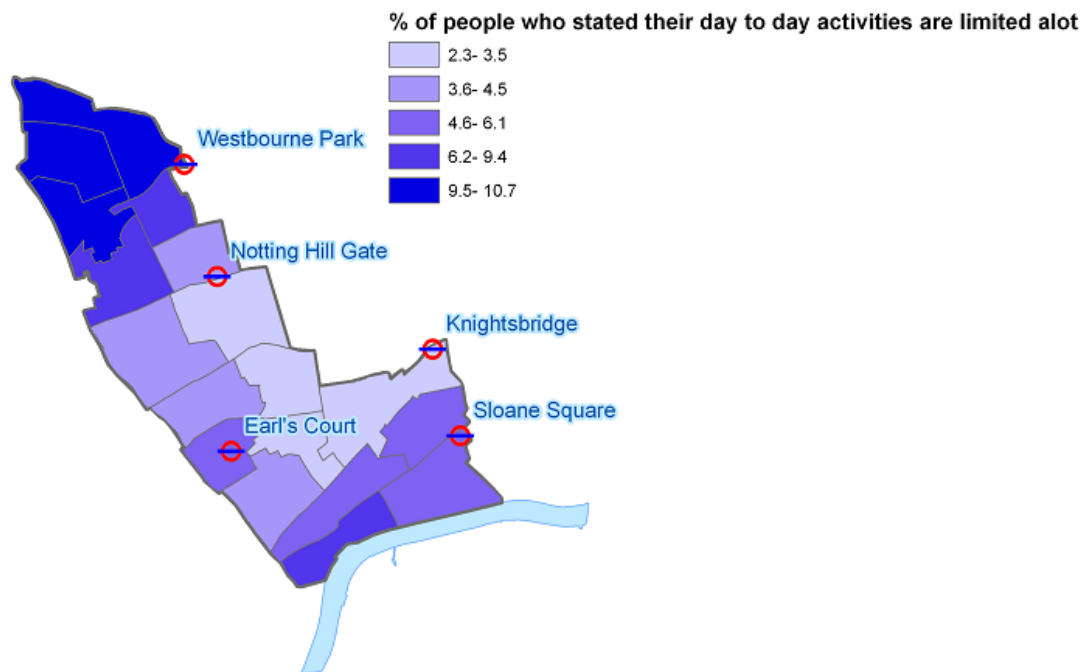 % of people who stated their day to day activities are limited alot
2.3- 3.5
3.6- 4.5
4.6- 6.1
6.2- 9.4
9.5- 10.7
Westbourne Park
Notting Hill Gate
Knightsbridge
Sloane Square
Earl's Court